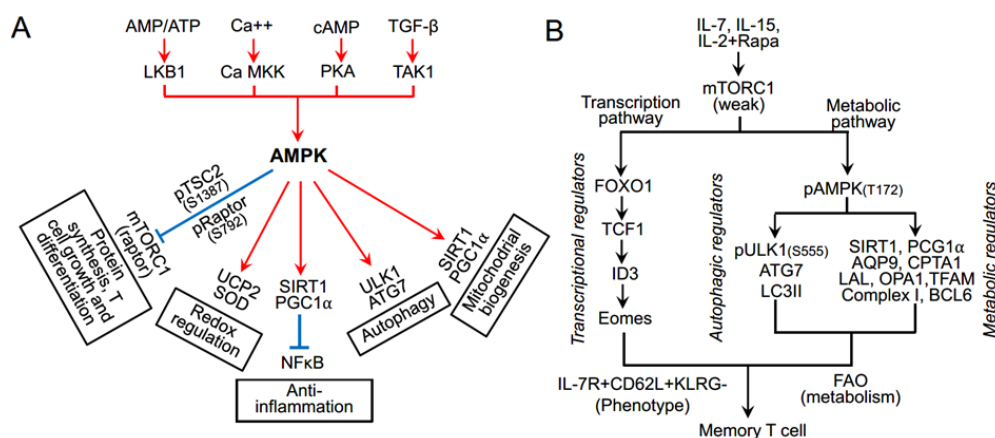 A
AMP/ATP Ca++ cAMP TGF-β
LKB1 Ca MKK PKA TAK1
AMPK
pTSC2
(S1387)
pRaptor
(S792)
mTORC1
(raptor)
Protein
synthesis, T
cell growth and
differentiation
UCP2
SOD
Redox
regulation
SIRT1
PGC1α
NFκB
Anti-
inflammation
ULK1
ATG7
Autophagy
SIRT1
PGC1α
Mitochodrial
biogenesis
B
IL-7, IL-15,
IL-2+Rapa
mTORC1
(weak)
Transcription
pathway
Metabolic
pathway
Transcriptional regulators
FOXO1
TCF1
ID3
Eomes
Autophagic regulators
pAMPK(T172)
pULK1(S555)
ATG7
LC3II
SIRT1, PCG1α
AQP9, CPTA1
LAL, OPA1,TFAM
Complex I, BCL6
Metabolic regulators
IL-7R+CD62L+KLRG-
(Phenotype)
FAO
(metabolism)
Memory T cell